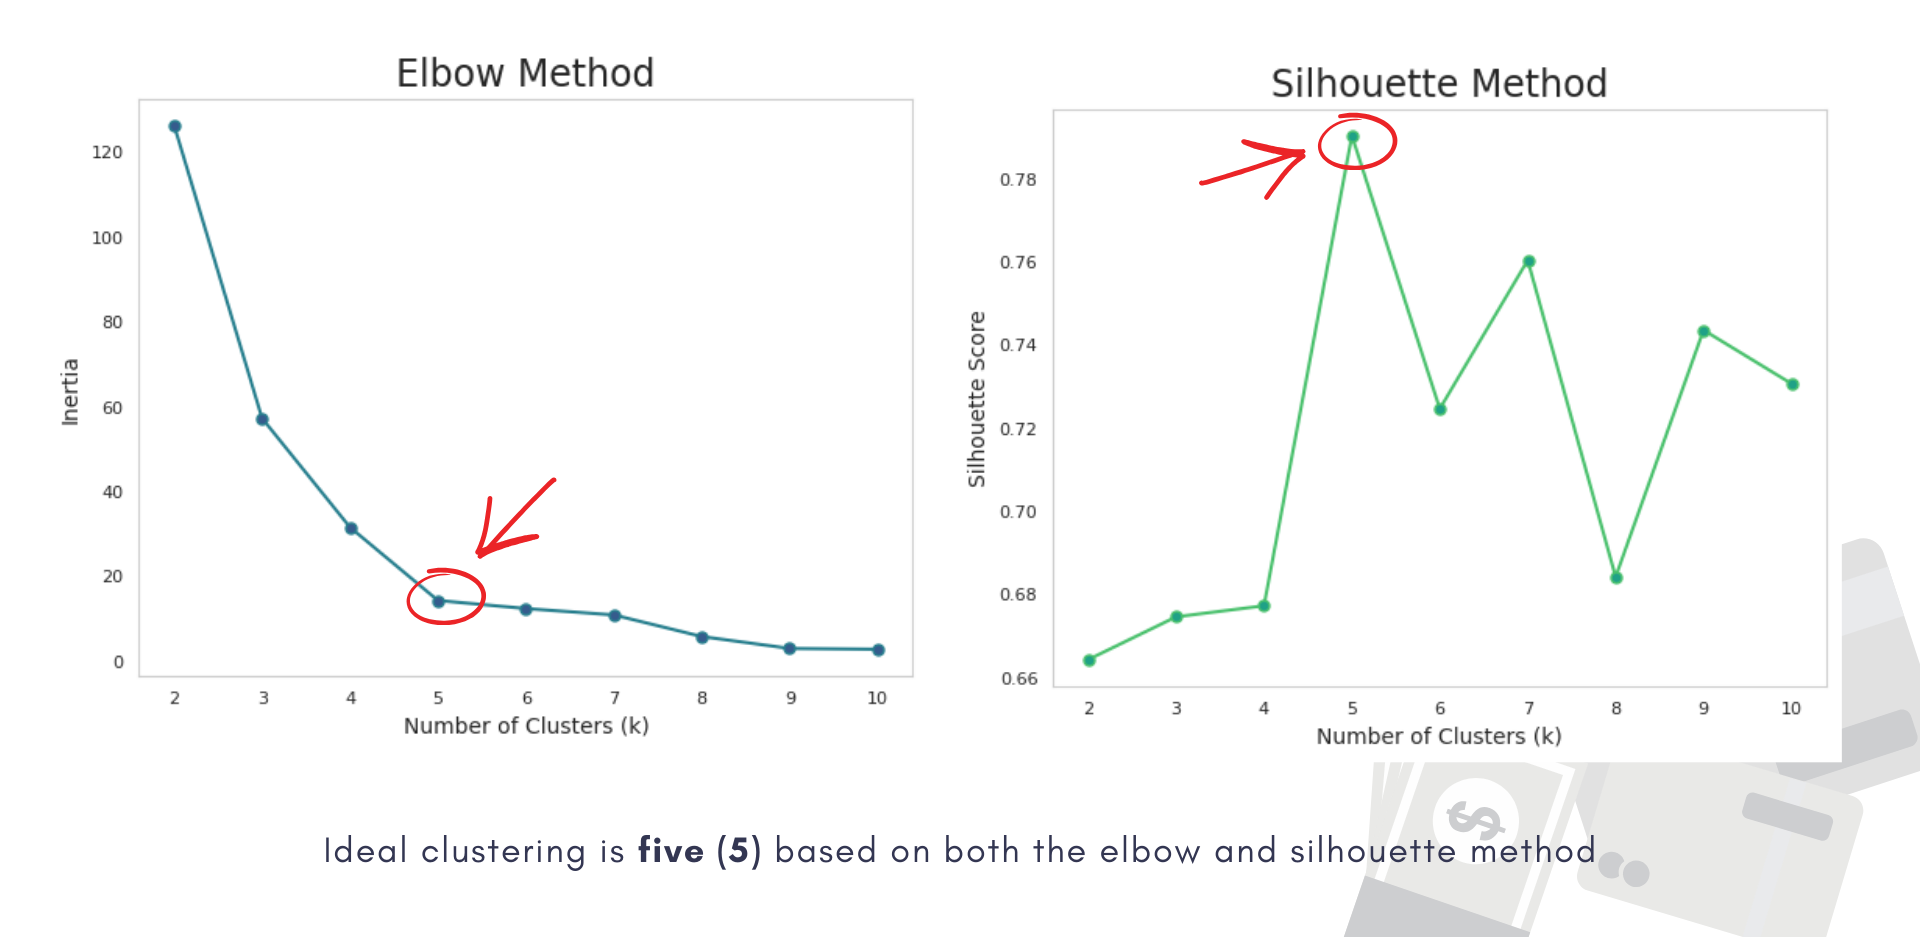 Elbow Method
120
100
80
60
40
20
0
Inertia
2 3 4 5 6 7 8 9 10
Number of Clusters (k)
Silhouette Method
0.78
0.76
0.74
0.72
0.70
0.68
0.66
Silhouette Score
2 3 4 5 6 7 8 9 10
Number of Clusters (k)
$
Ideal clustering is five (5) based on both the elbow and silhouette method